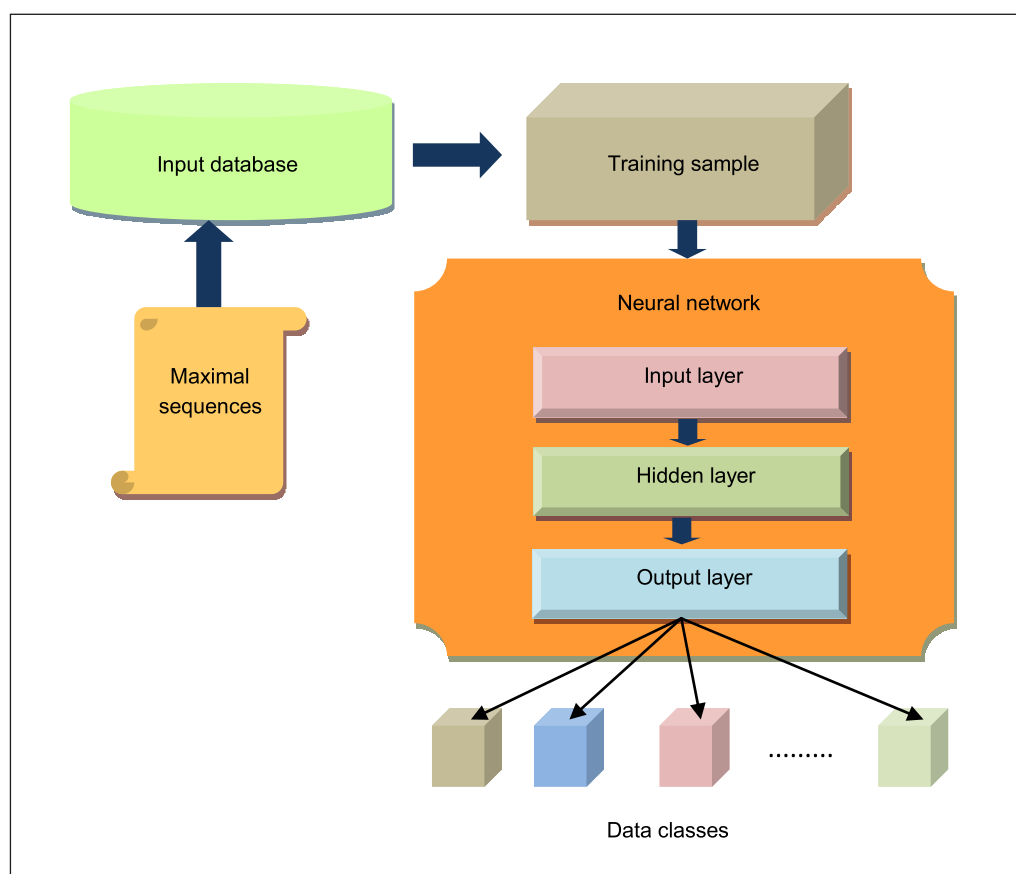 Input database
Training sample
Maximal
sequences
Neural network
Input layer
Hidden layer
Output layer
.........
Data classes